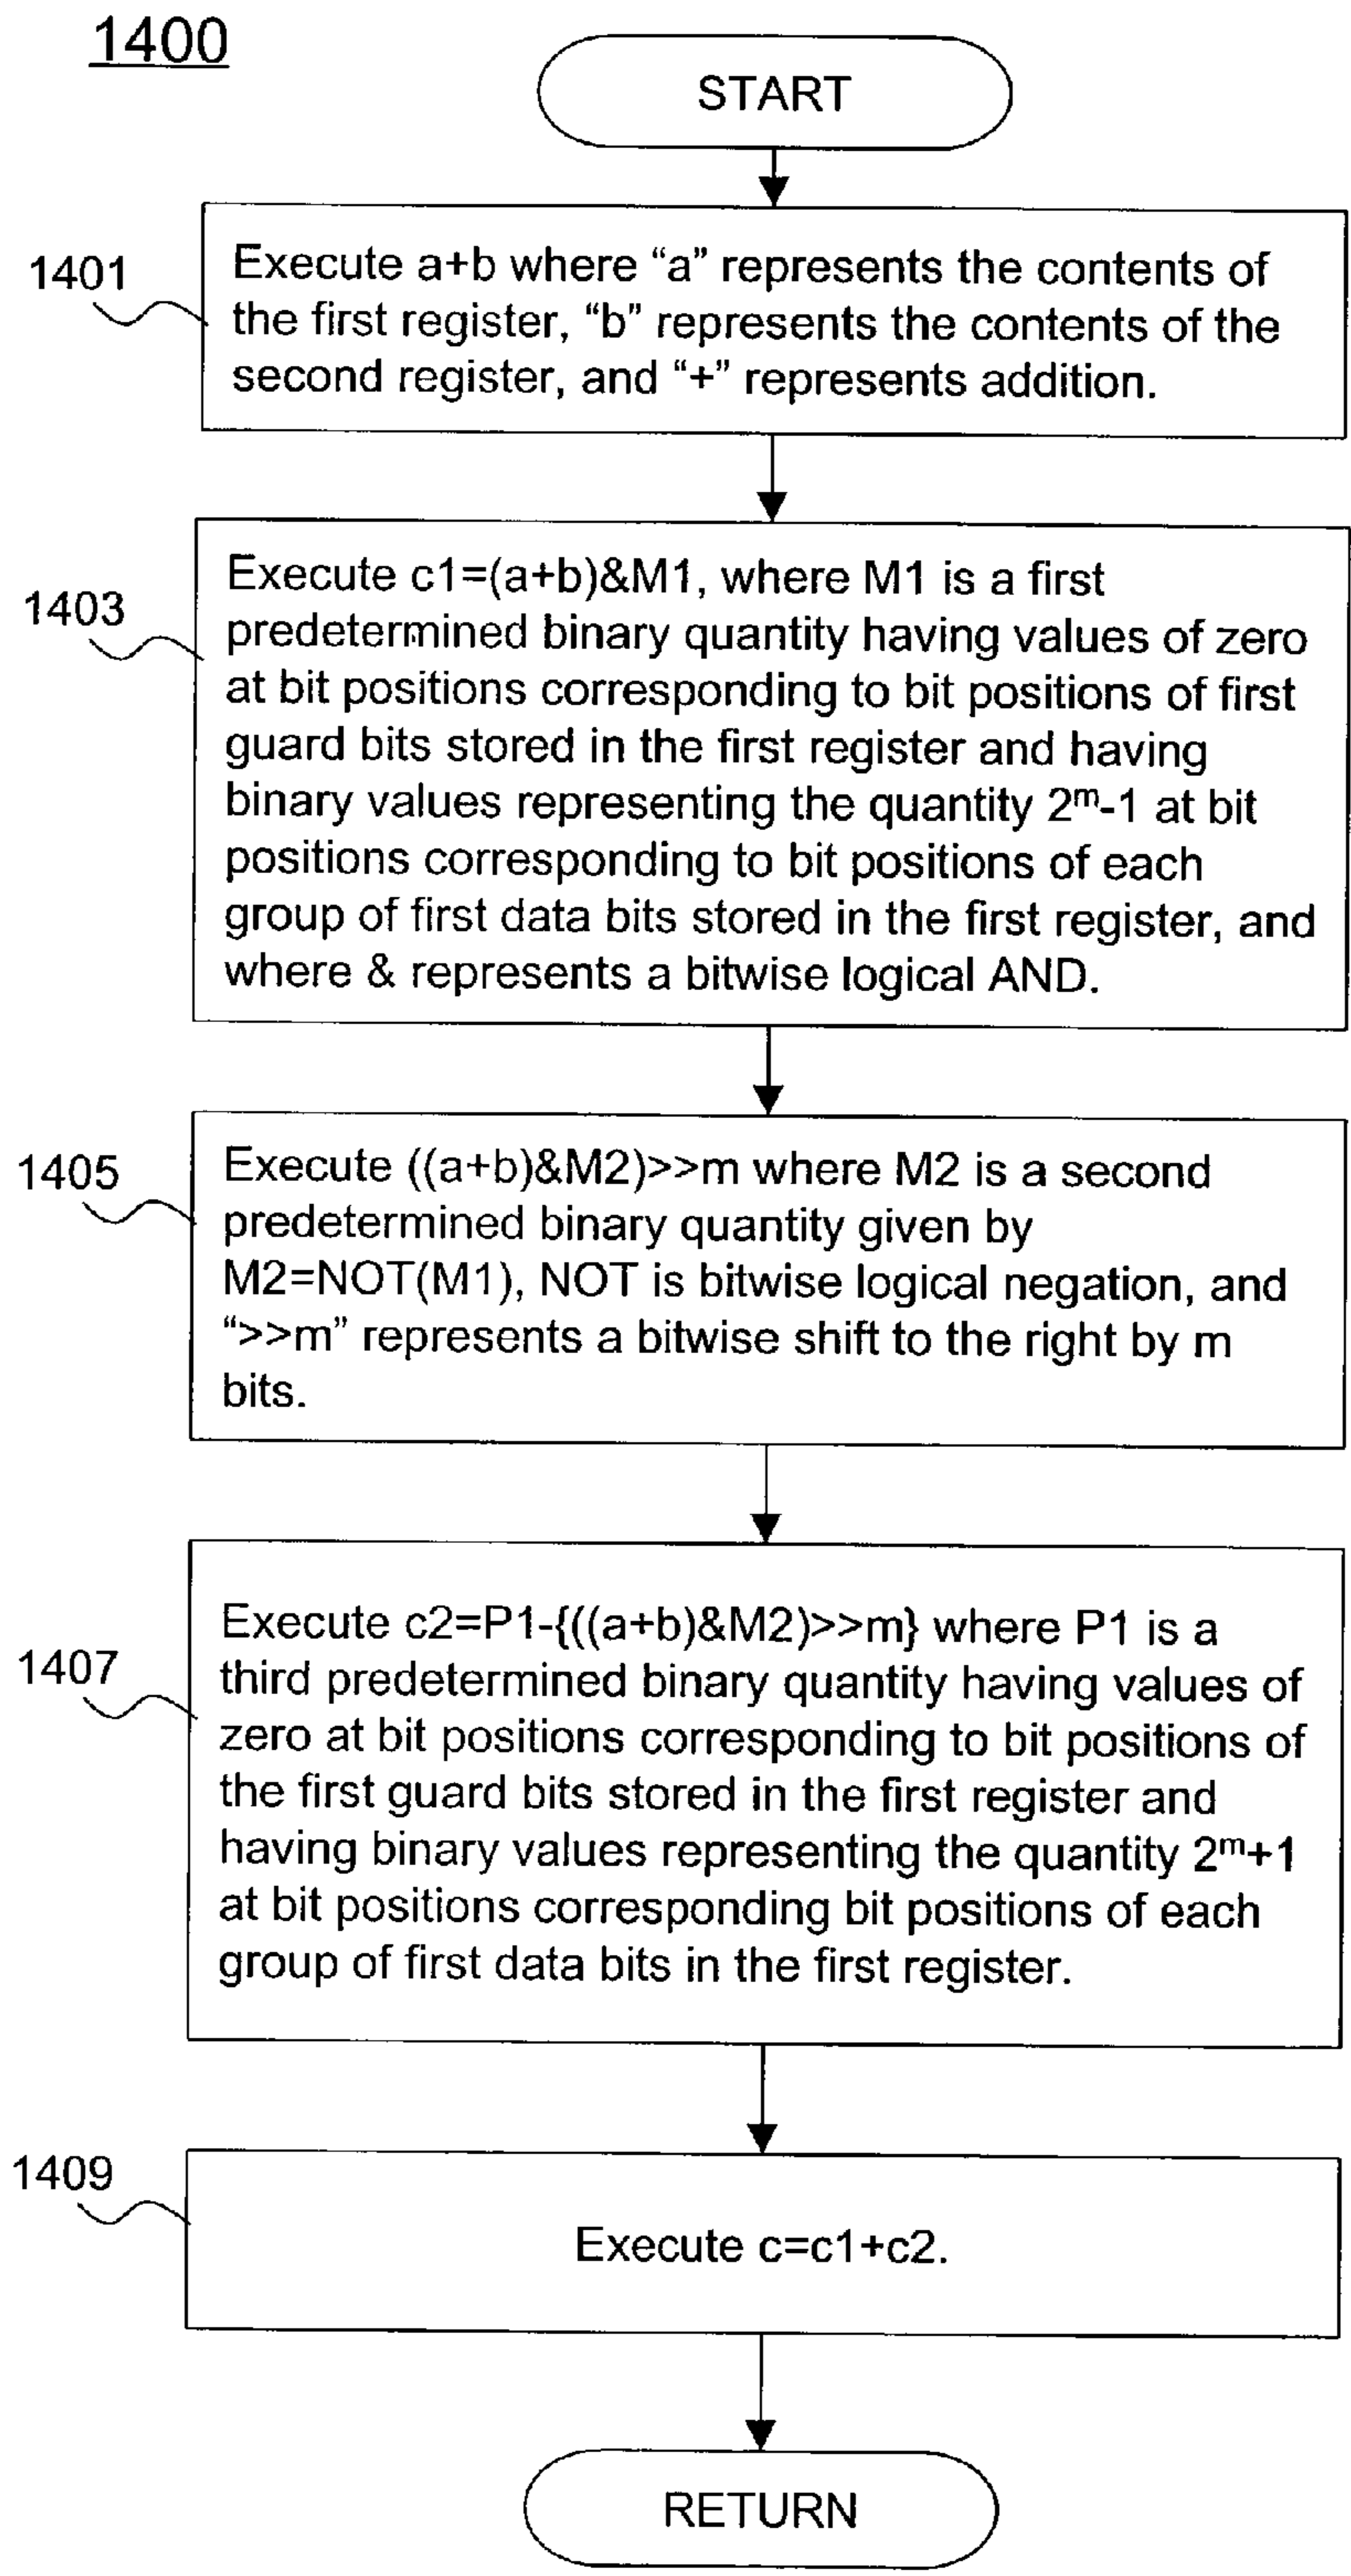 1400
START
1401
Execute a+b where “a” represents the contents of
the first register, “b” represents the contents of the
second register, and “+” represents addition.
1403
Execute c1=(a+b)&M1, where M1 is a first
predetermined binary quantity having values of zero
at bit positions corresponding to bit positions of first
guard bits stored in the first register and having
binary values representing the quantity 2ᵐ-1 at bit
positions corresponding to bit positions of each
group of first data bits stored in the first register, and
where & represents a bitwise logical AND.
1405
Execute ((a+b)&M2)>>m where M2 is a second
predetermined binary quantity given by
M2=NOT(M1), NOT is bitwise logical negation, and
“>>m” represents a bitwise shift to the right by m
bits.
1407
Execute c2=P1-{((a+b)&M2)>>m} where P1 is a
third predetermined binary quantity having values of
zero at bit positions corresponding to bit positions of
the first guard bits stored in the first register and
having binary values representing the quantity 2ᵐ+1
at bit positions corresponding bit positions of each
group of first data bits in the first register.
1409
Execute c=c1+c2.
RETURN